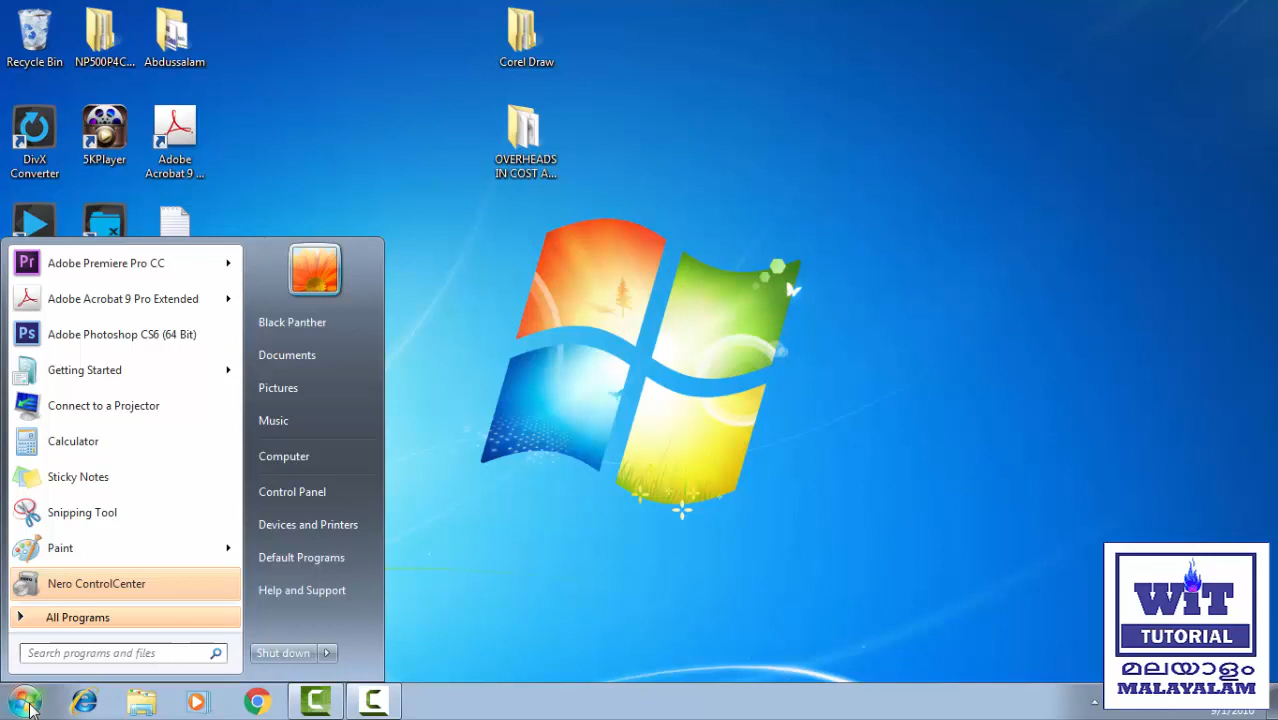 Recycle Bin
NP500P4C...
Abdussalam
Corel Draw
DivX
Converter
5KPlayer
Adobe
Acrobat 9 ...
OVERHEADS
IN COST A...
Pr
Adobe Premiere Pro CC
Adobe Acrobat 9 Pro Extended
Ps
Adobe Photoshop CS6 (64 Bit)
Getting Started
Connect to a Projector
Calculator
Sticky Notes
Snipping Tool
Paint
Nero ControlCenter
All Programs
Search programs and files
Black Panther
Documents
Pictures
Music
Computer
Control Panel
Devices and Printers
Default Programs
Help and Support
Shut down
WiT
TUTORIAL
മലയാളം
MALAYALAM